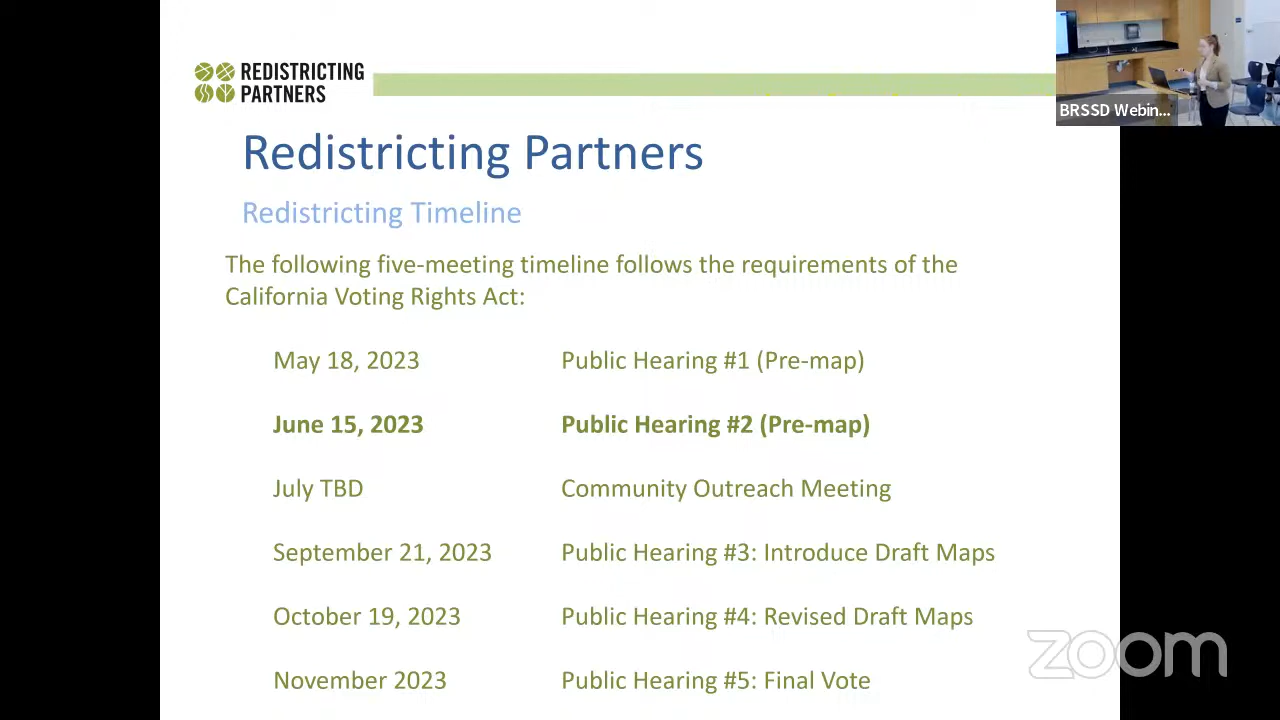 REDISTRICTING
PARTNERS
BRSSD Webin...
Redistricting Partners
Redistricting Timeline
The following five-meeting timeline follows the requirements of the
California Voting Rights Act:
May 18, 2023 Public Hearing #1 (Pre-map)
June 15, 2023 Public Hearing #2 (Pre-map)
July TBD Community Outreach Meeting
September 21, 2023 Public Hearing #3: Introduce Draft Maps
October 19, 2023 Public Hearing #4: Revised Draft Maps
November 2023 Public Hearing #5: Final Vote
zoom